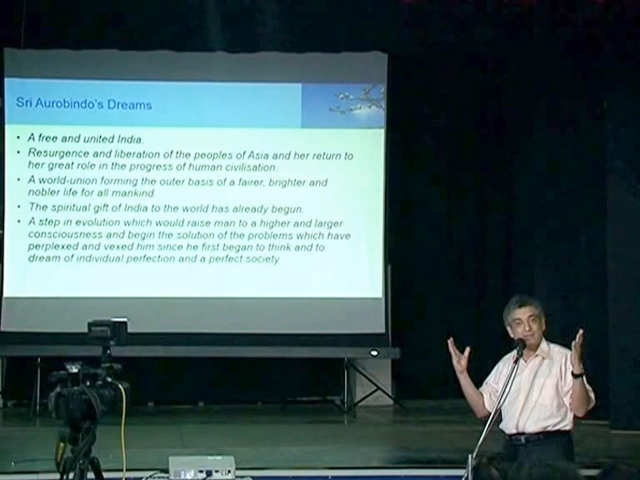 Sri Aurobindo's Dreams
• A free and united India.
• Resurgence and liberation of the peoples of Asia and her return to
her great role in the progress of human civilisation.
• A world-union forming the outer basis of a fairer, brighter and
nobler life for all mankind.
• The spiritual gift of India to the world has already begun.
• A step in evolution which would raise man to a higher and larger
consciousness and begin the solution of the problems which have
perplexed and vexed him since he first began to think and to
dream of individual perfection and a perfect society.